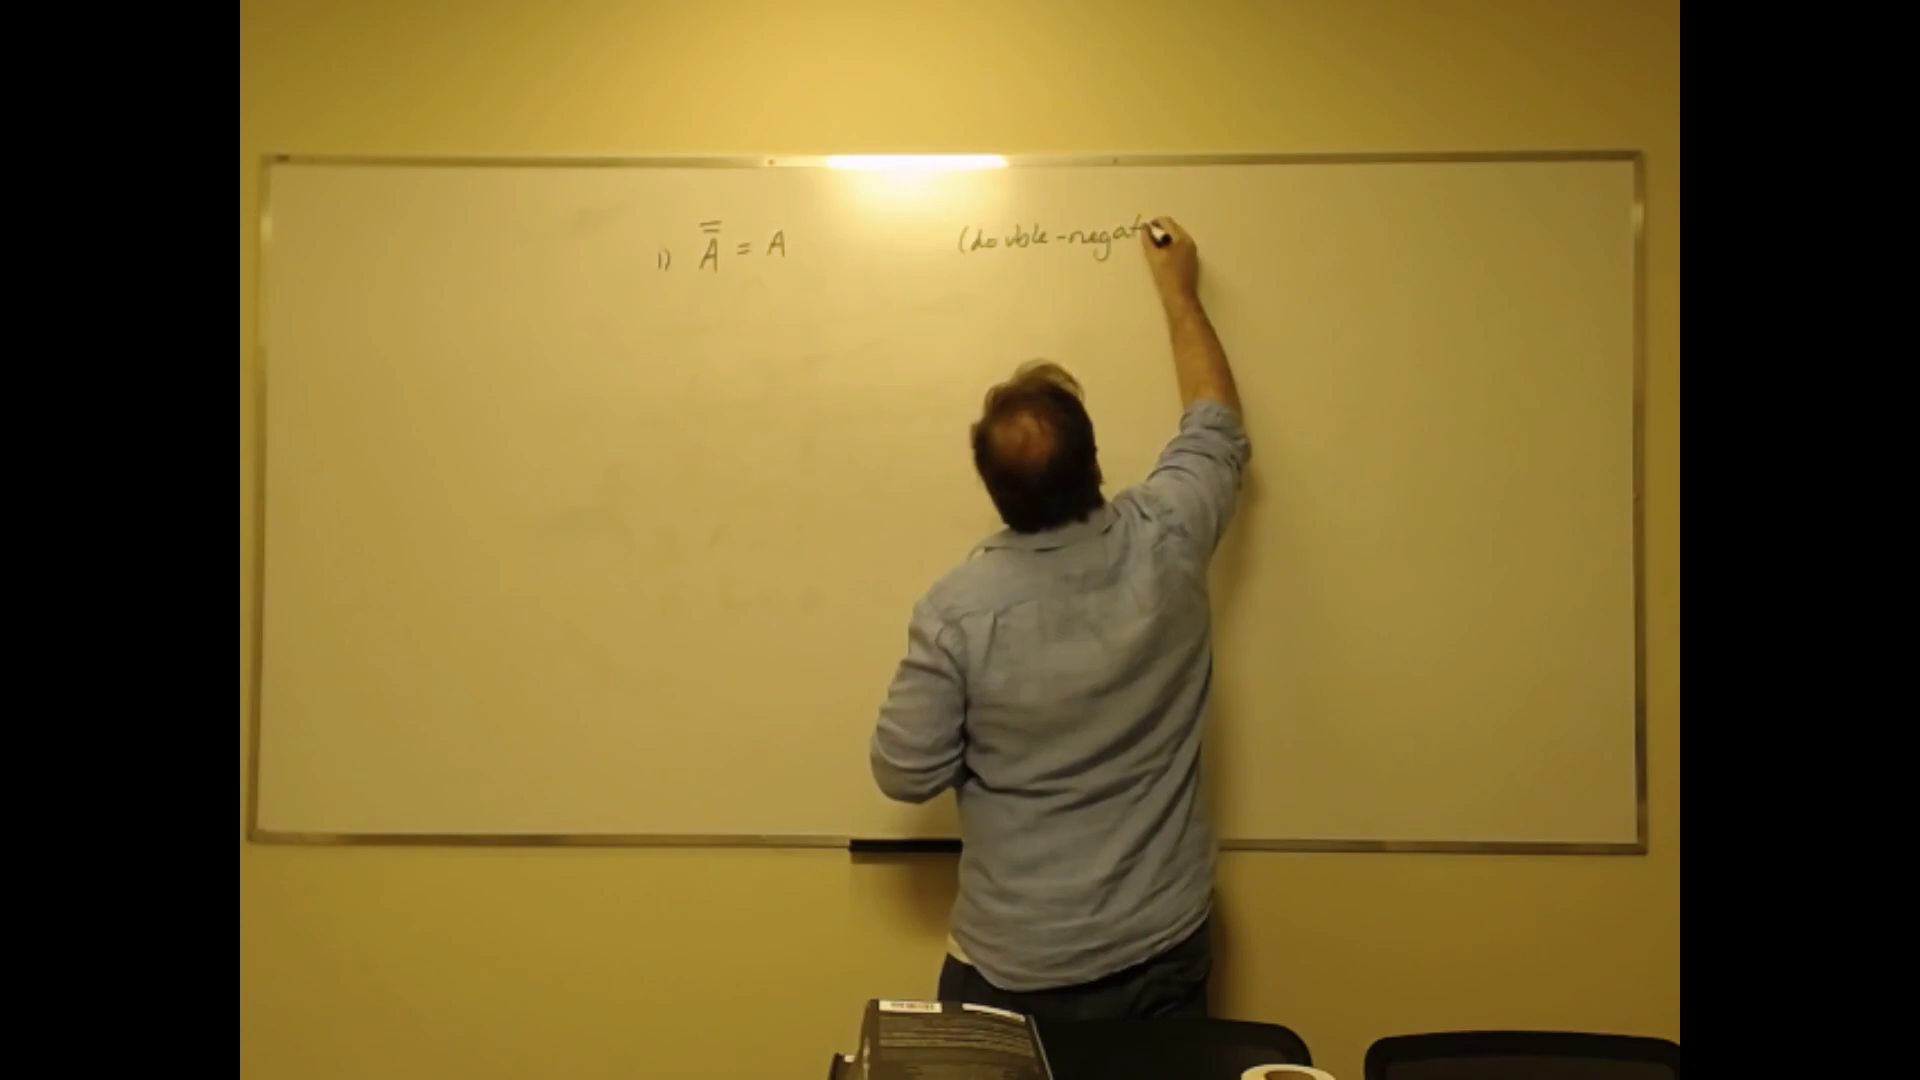 1) A̿ = A (double-negat